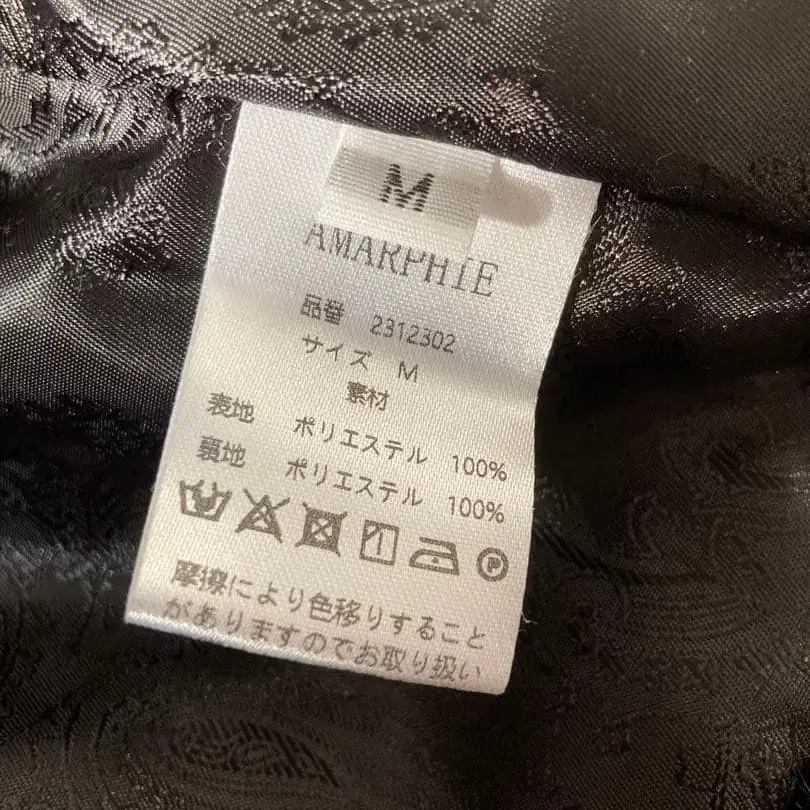 M
AMARPHIE
品番 2312302
サイズ M
素材
表地 ポリエステル 100%
裏地 ポリエステル 100%
P
摩擦により色移りすること
がありますのでお取り扱い